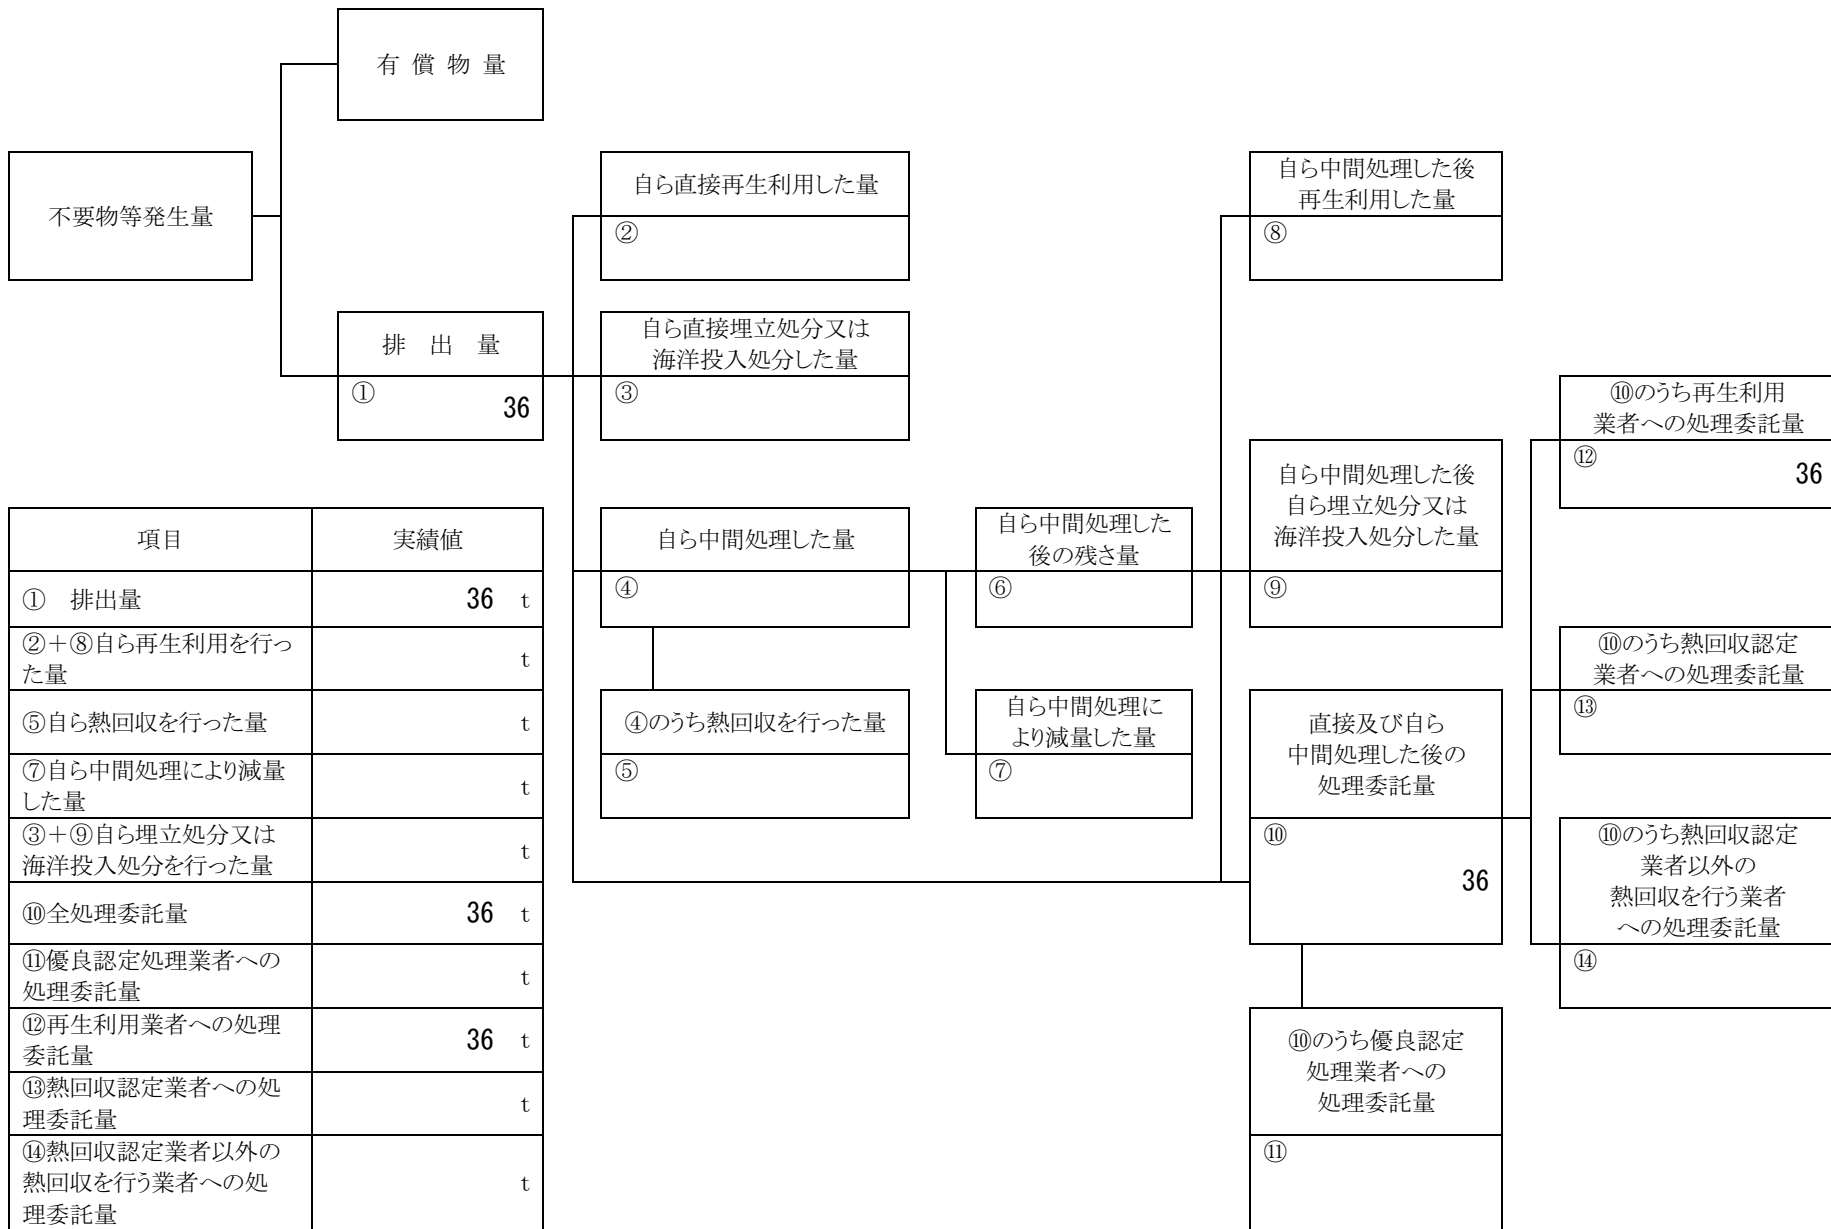 有 償 物 量
不要物等発生量
自ら直接再生利用した量
②
自ら中間処理した後
再生利用した量
⑧
排 出 量
①
36
自ら直接埋立処分又は
海洋投入処分した量
③
⑩のうち再生利用
業者への処理委託量
⑫
36
自ら中間処理した量
④
自ら中間処理した
後の残さ量
⑥
自ら中間処理した後
自ら埋立処分又は
海洋投入処分した量
⑨
⑩のうち熱回収認定
業者への処理委託量
⑬
④のうち熱回収を行った量
⑤
自ら中間処理に
より減量した量
⑦
直接及び自ら
中間処理した後の
処理委託量
⑩
36
⑩のうち熱回収認定
業者以外の
熱回収を行う業者
への処理委託量
⑭
⑩のうち優良認定
処理業者への
処理委託量
⑪
項目 実績値
① 排出量 36 t
②+⑧自ら再生利用を行っ
た量
t
⑤自ら熱回収を行った量 t
⑦自ら中間処理により減量
した量
t
③+⑨自ら埋立処分又は
海洋投入処分を行った量
t
⑩全処理委託量 36 t
⑪優良認定処理業者への
処理委託量
t
⑫再生利用業者への処理
委託量
36 t
⑬熱回収認定業者への処
理委託量
t
⑭熱回収認定業者以外の
熱回収を行う業者への処
理委託量
t